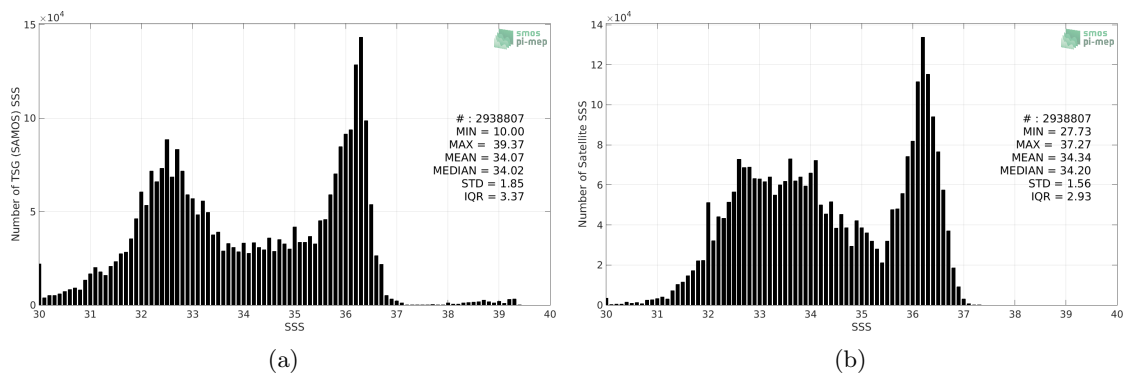 15 ×10⁴
10
5
0
30 31 32 33 34 35 36 37 38 39 40
SSS
Number of TSG (SAMOS) SSS
smos
pi-mep
# : 2938807
MIN = 10.00
MAX = 39.37
MEAN = 34.07
MEDIAN = 34.02
STD = 1.85
IQR = 3.37
(a)
14 ×10⁴
12
10
8
6
4
2
0
30 31 32 33 34 35 36 37 38 39 40
SSS
Number of Satellite SSS
smos
pi-mep
# : 2938807
MIN = 27.73
MAX = 37.27
MEAN = 34.34
MEDIAN = 34.20
STD = 1.56
IQR = 2.93
(b)